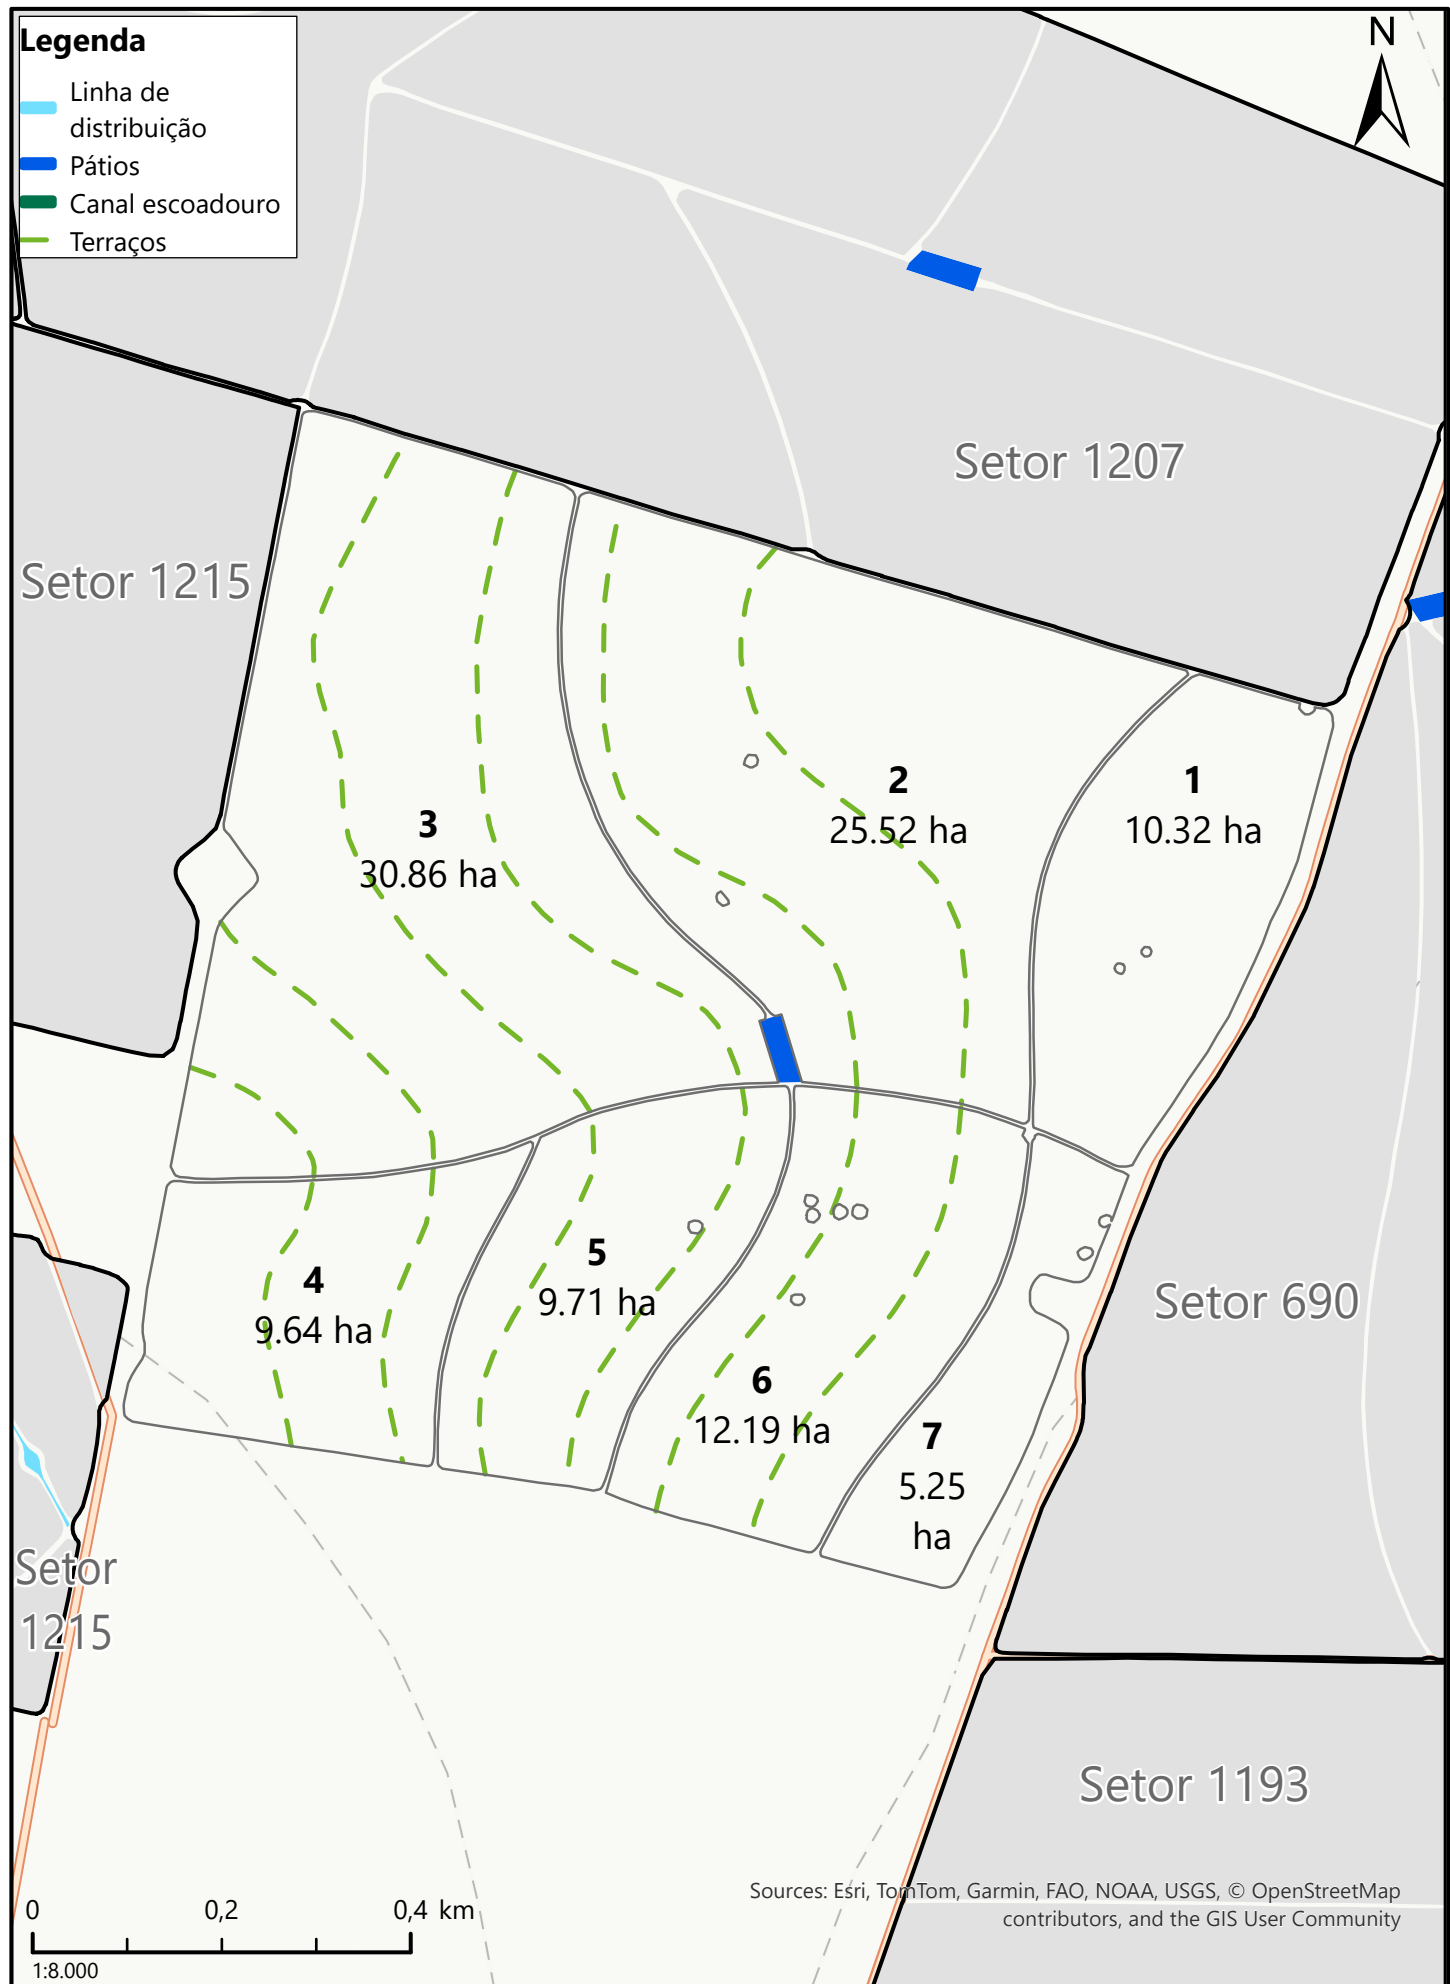 Legenda
Linha de
distribuição
Pátios
Canal escoadouro
Terraços
N
Setor 1207
Setor 1215
2
25.52 ha
1
10.32 ha
3
30.86 ha
5
9.71 ha
4
9.64 ha
Setor 690
6
12.19 ha
7
5.25
ha
Setor
1215
Setor 1193
Sources: Esri, TomTom, Garmin, FAO, NOAA, USGS, © OpenStreetMap
contributors, and the GIS User Community
0 0,2 0,4 km
1:8.000